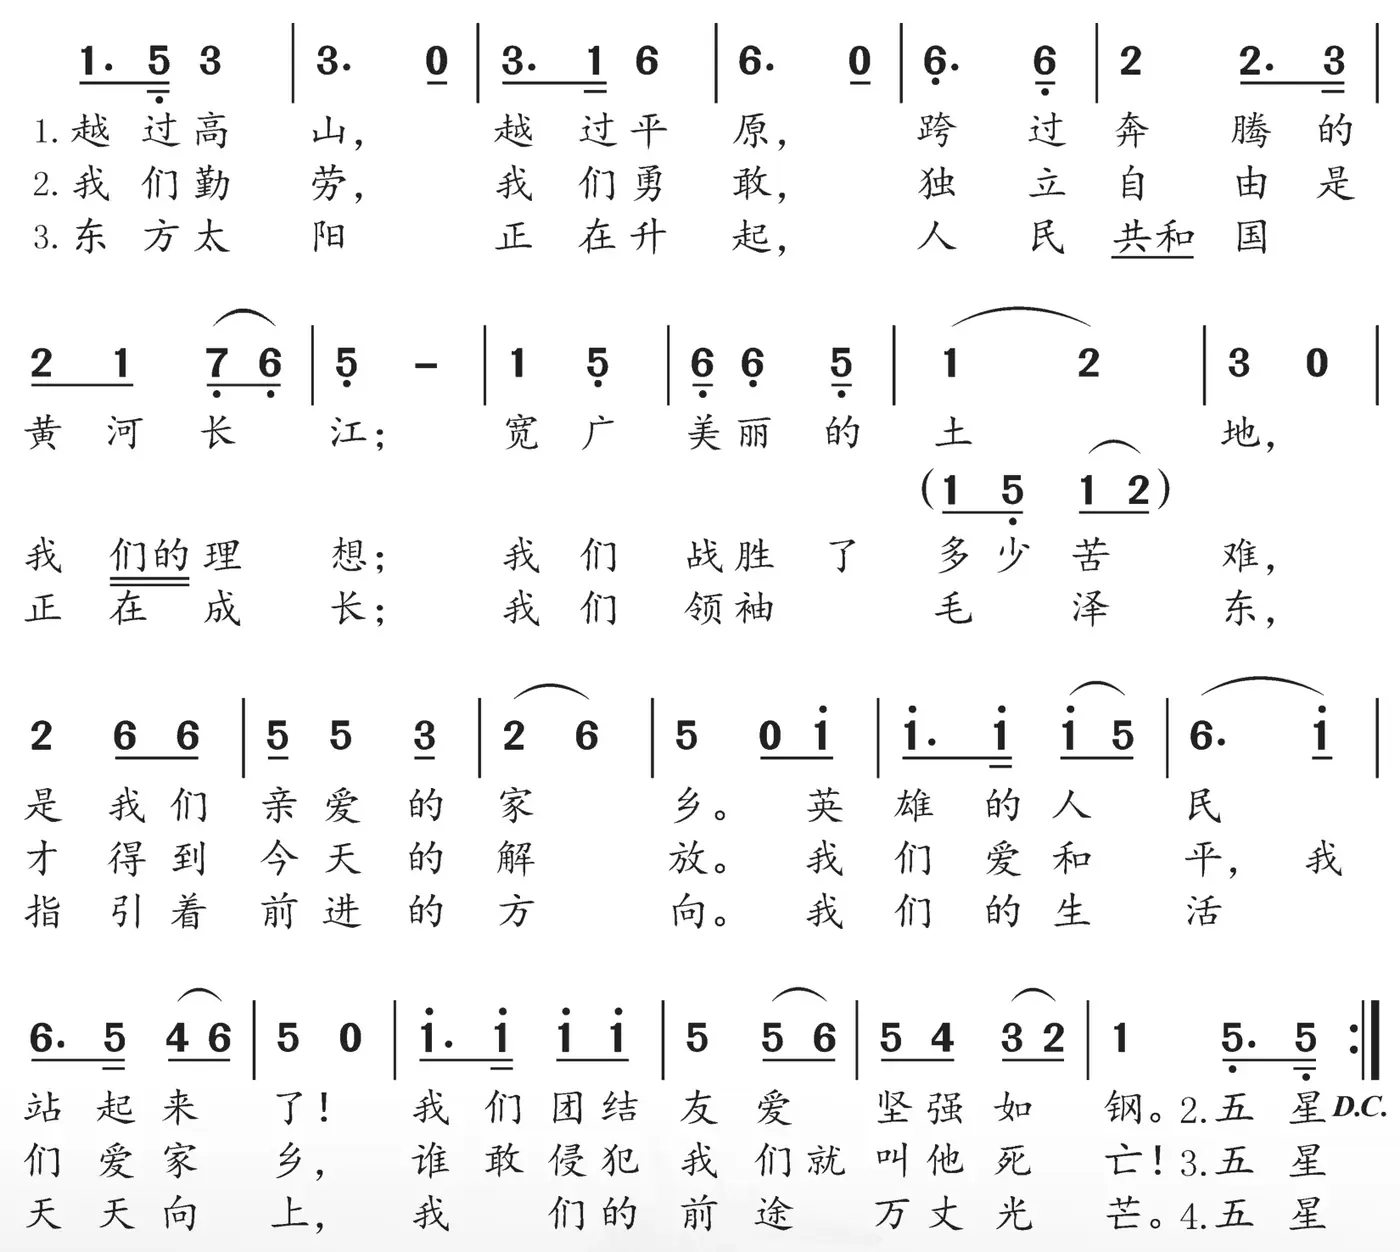 1. 5 3 | 3. 0 | 3. 1 6 | 6. 0 | 6. 6 | 2 2. 3 |
1.越过高山，越过平原，跨过奔腾的
2.我们勤劳，我们勇敢，独立自由是
3.东方太阳正在升起，人民共和国
2 1 7 6 | 5 – | 1 5 | 6 6 5 | 1 2 | 3 0 |
黄河长江；宽广美丽的土地，
(1 5 1 2)
我们的理想；我们战胜了多少苦难，
正在成长；我们领袖毛泽东，
2 6 6 | 5 5 3 | 2 6 | 5 0 1 | 1. 1 1 5 | 6. 1 |
是我们亲爱的家乡。英雄的人民
才得到今天的解放。我们爱和平，我
指引着前进的方向。我们的生活
6. 5 4 6 | 5 0 | 1. 1 1 1 | 5 5 6 | 5 4 3 2 | 1 5. 5 :|
站起来了！我们团结友爱坚强如钢。2.五星D.C.
们爱家乡，谁敢侵犯我们就叫他死亡！3.五星
天天向上，我们的前途万丈光芒。4.五星